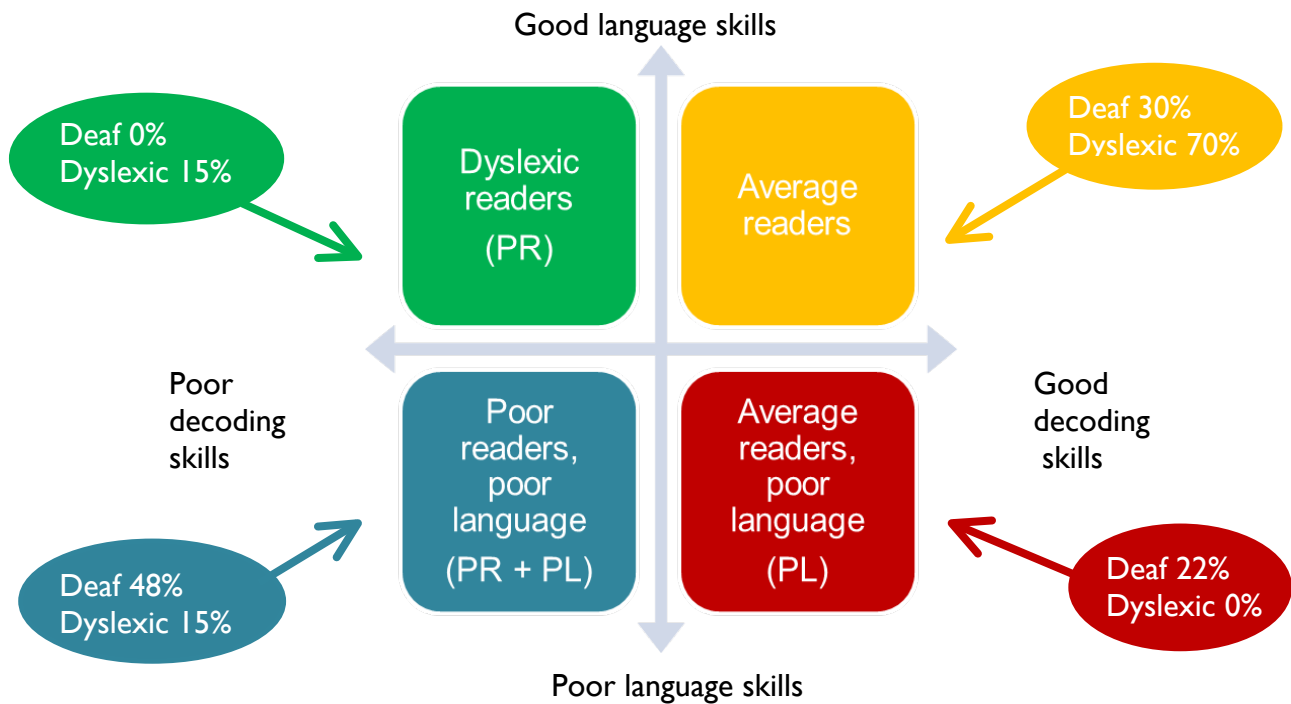 Good language skills
Deaf 0%
Dyslexic 15%
Dyslexic
readers
(PR)
Average
readers
Deaf 30%
Dyslexic 70%
Poor
decoding
skills
Good
decoding
skills
Poor
readers,
poor
language
(PR + PL)
Average
readers,
poor
language
(PL)
Deaf 48%
Dyslexic 15%
Deaf 22%
Dyslexic 0%
Poor language skills